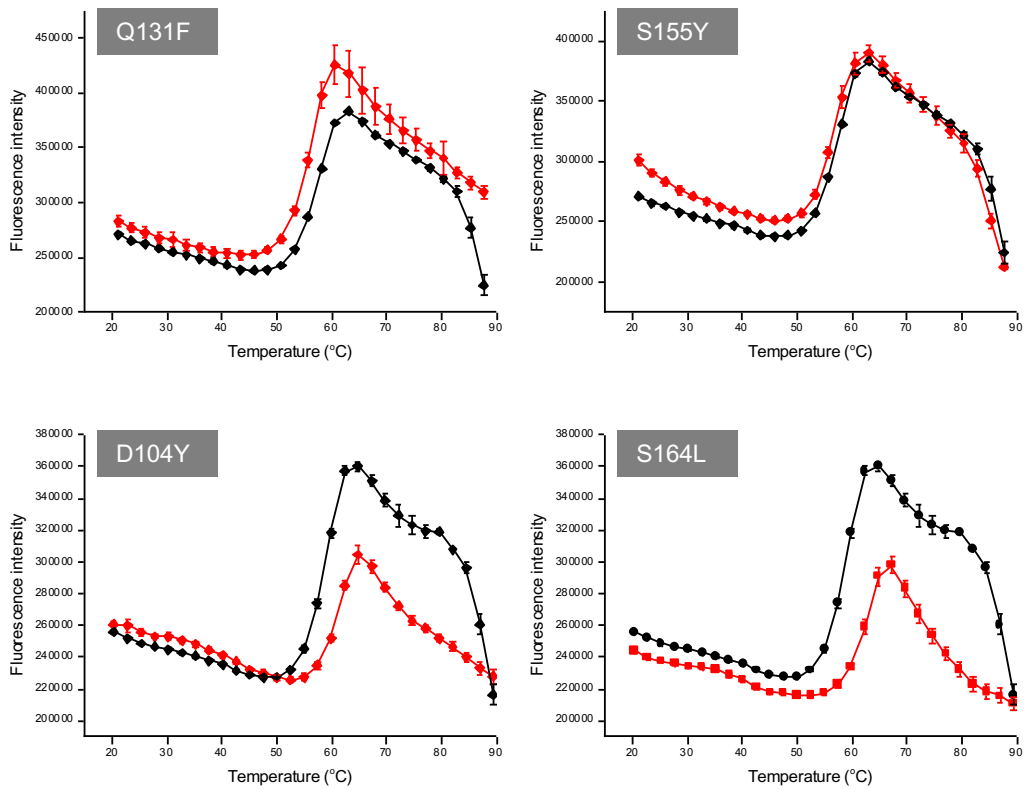 Q131F
450000
400000
350000
300000
250000
200000
Fluorescence intensity
20 30 40 50 60 70 80 90
Temperature (°C)
S155Y
400000
350000
300000
250000
200000
Fluorescence intensity
20 30 40 50 60 70 80 90
Temperature (°C)
D104Y
380000
360000
340000
320000
300000
280000
260000
240000
220000
200000
Fluorescence intensity
20 30 40 50 60 70 80 90
Temperature (°C)
S164L
380000
360000
340000
320000
300000
280000
260000
240000
220000
200000
Fluorescence intensity
20 30 40 50 60 70 80 90
Temperature (°C)